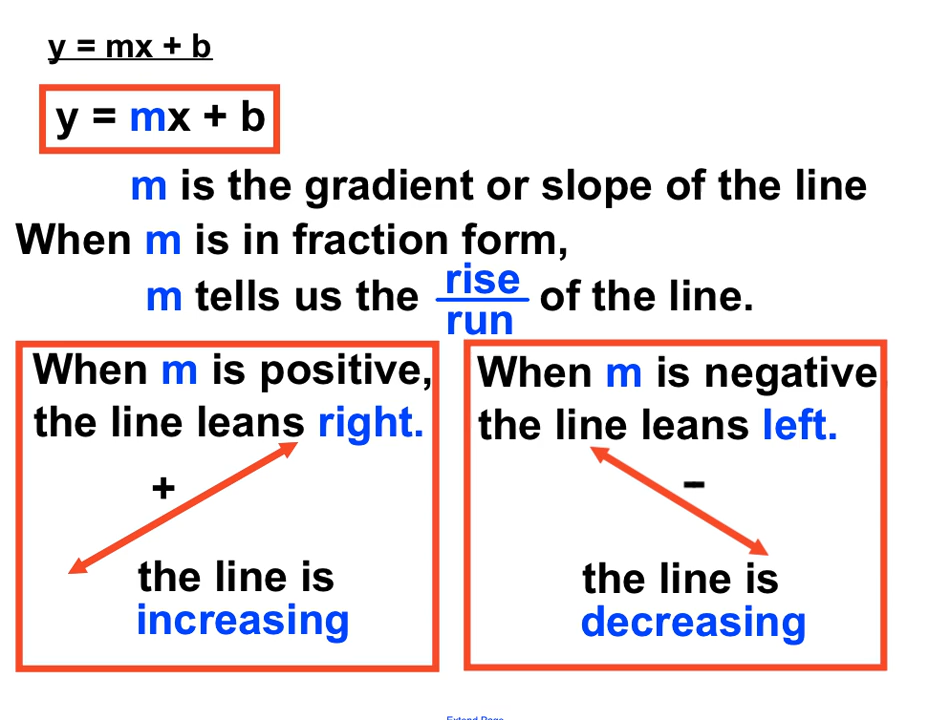 y = mx + b
y = mx + b
m is the gradient or slope of the line
When m is in fraction form,
m tells us the rise/run of the line.
When m is positive,
the line leans right.
+
the line is
increasing
When m is negative
the line leans left.
-
the line is
decreasing
Extend Page